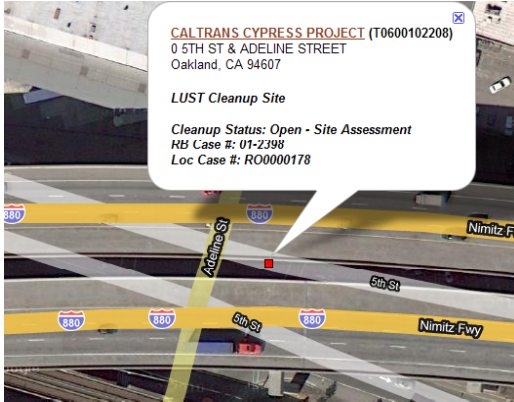 CALTRANS CYPRESS PROJECT (T0600102208)
0 5TH ST & ADELINE STREET
Oakland, CA 94607
LUST Cleanup Site
Cleanup Status: Open - Site Assessment
RB Case #: 01-2398
Loc Case #: RO0000178
880
880
Nimitz F
Adeline St
5th St
880
880
5th St
880
Nimitz Fwy